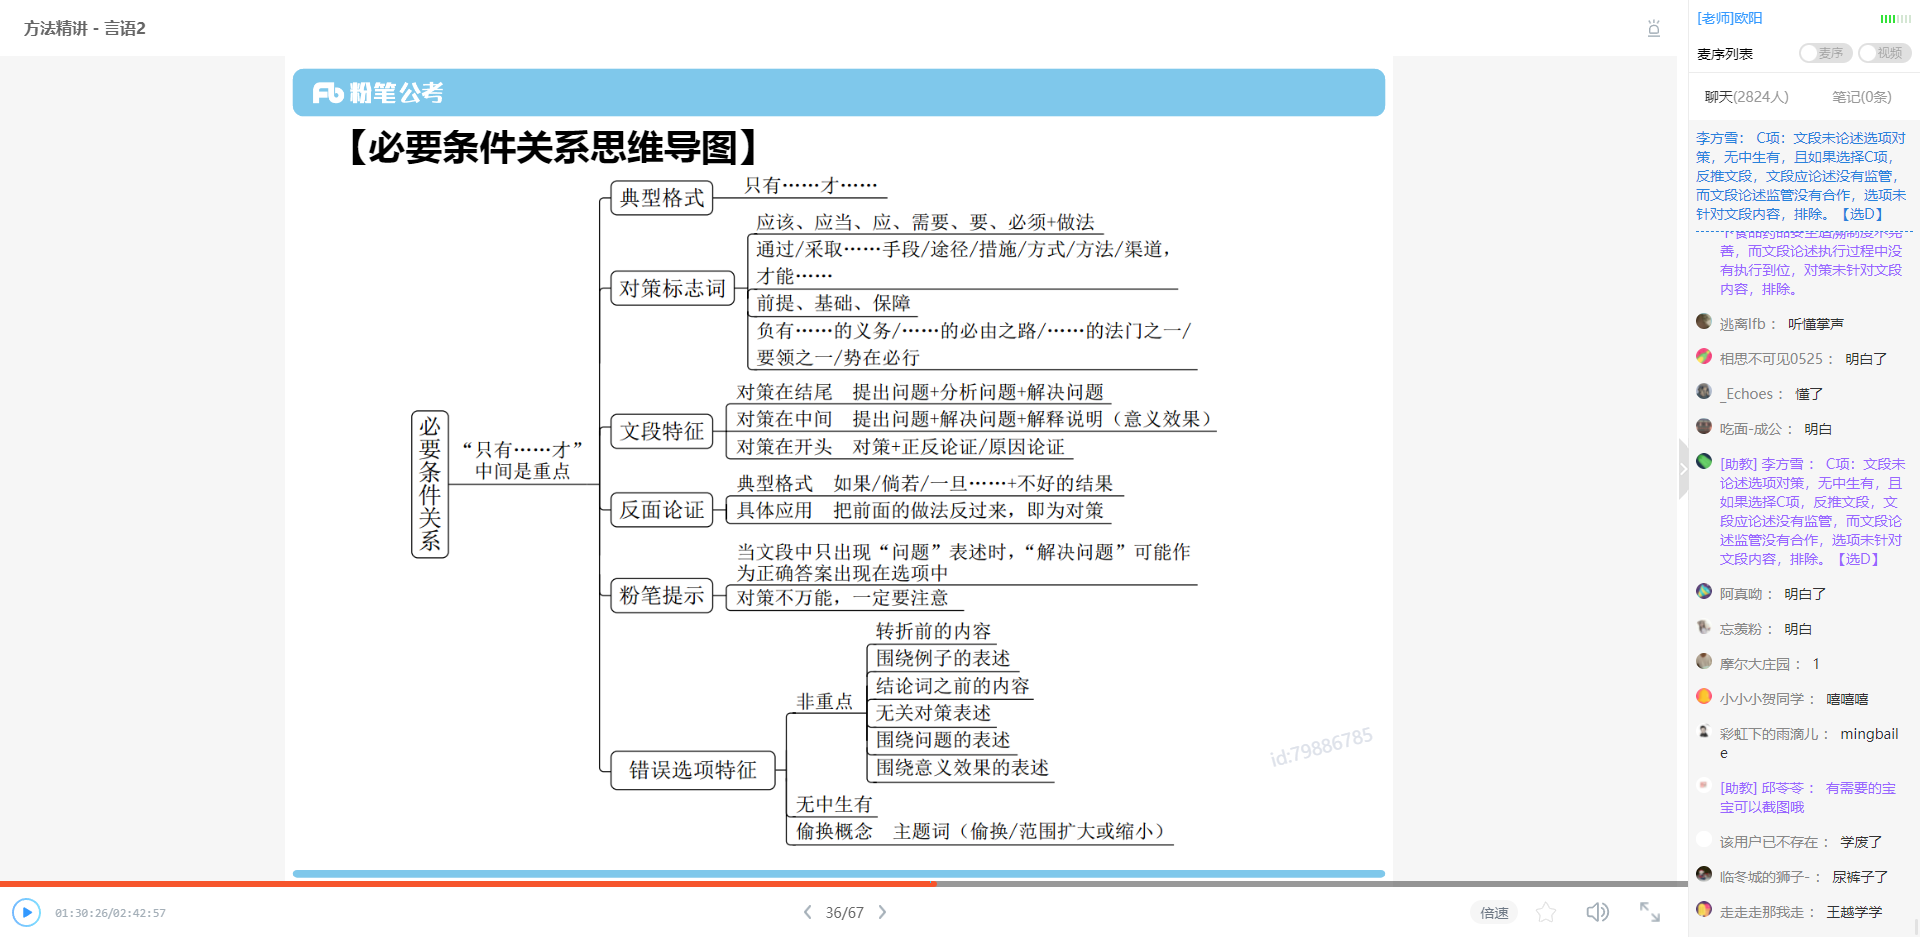 方法精讲 - 言语2
粉笔公考
【必要条件关系思维导图】
必要条件关系
“只有……才”
中间是重点
典型格式
只有……才……
对策标志词
应该、应当、应、需要、要、必须+做法
通过/采取……手段/途径/措施/方式/方法/渠道，
才能……
前提、基础、保障
负有……的义务/……的必由之路/……的法门之一/
要领之一/势在必行
文段特征
对策在结尾 提出问题+分析问题+解决问题
对策在中间 提出问题+解决问题+解释说明（意义效果）
对策在开头 对策+正反论证/原因论证
反面论证
典型格式 如果/倘若/一旦……+不好的结果
具体应用 把前面的做法反过来，即为对策
粉笔提示
当文段中只出现“问题”表述时，“解决问题”可能作
为正确答案出现在选项中
对策不万能，一定要注意
错误选项特征
非重点
转折前的内容
围绕例子的表述
结论词之前的内容
无关对策表述
围绕问题的表述
围绕意义效果的表述
无中生有
偷换概念 主题词（偷换/范围扩大或缩小）
id:79886785
01:30:26/02:42:57
36/67
倍速
[老师]欧阳
麦序列表
麦序
视频
聊天(2824人)
笔记(0条)
李方雪： C项：文段未论述选项对
策，无中生有，且如果选择C项，
反推文段，文段应论述没有监管，
而文段论述监管没有合作，选项未
针对文段内容，排除。【选D】
善，而文段论述执行过程中没
有执行到位，对策未针对文段
内容，排除。
逃离lfb： 听懂掌声
相思不可见0525： 明白了
_Echoes： 懂了
吃面-成公： 明白
[助教] 李方雪： C项：文段未
论述选项对策，无中生有，且
如果选择C项，反推文段，文
段应论述没有监管，而文段论
述监管没有合作，选项未针对
文段内容，排除。【选D】
阿真呦： 明白了
忘羡粉： 明白
摩尔大庄园： 1
小小小贺同学： 嘻嘻嘻
彩虹下的雨滴儿： mingbail
e
[助教] 邱苓苓： 有需要的宝
宝可以截图哦
该用户已不存在： 学废了
临冬城的狮子-： 尿裤子了
走走走那我走： 王越学学